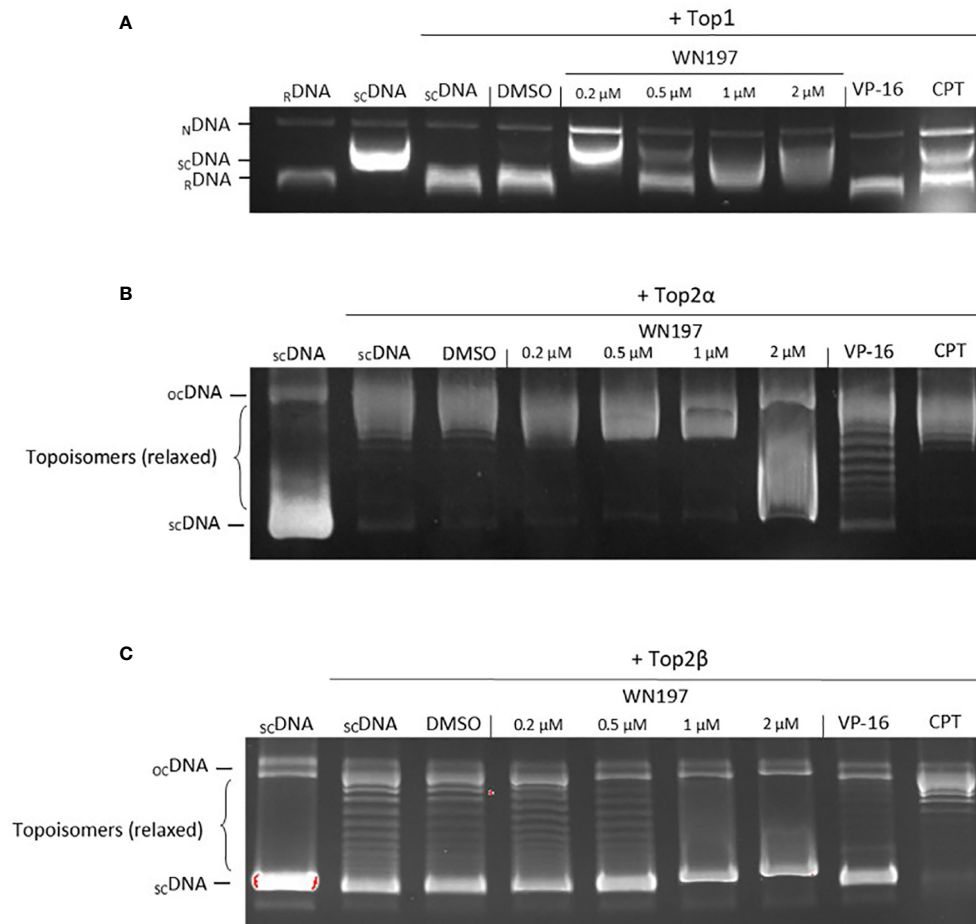 A
+ Top1
WN197
RDNA scDNA scDNA DMSO 0.2 µM 0.5 µM 1 µM 2 µM VP-16 CPT
NDNA
scDNA
RDNA
B
+ Top2α
WN197
scDNA scDNA DMSO 0.2 µM 0.5 µM 1 µM 2 µM VP-16 CPT
ocDNA
Topoisomers (relaxed)
scDNA
C
+ Top2β
WN197
scDNA scDNA DMSO 0.2 µM 0.5 µM 1 µM 2 µM VP-16 CPT
ocDNA
Topoisomers (relaxed)
scDNA